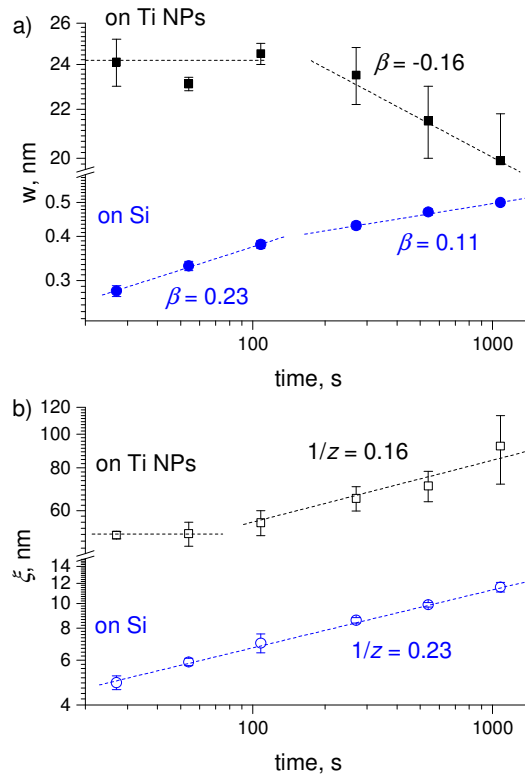 a)
on Ti NPs
26
24
22
20
0.5
0.4
0.3
w, nm
β = -0.16
on Si
β = 0.11
β = 0.23
100
1000
time, s
b)
120
100
80
60
14
12
10
8
6
4
ξ, nm
on Ti NPs
1/z = 0.16
on Si
1/z = 0.23
100
1000
time, s